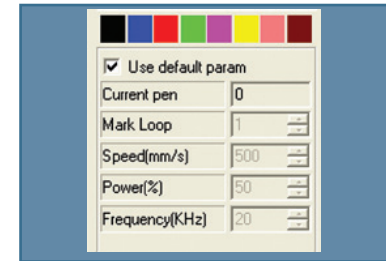 Use default param
Current pen 0
Mark Loop 1
Speed(mm/s) 500
Power(%) 50
Frequency(KHz) 20